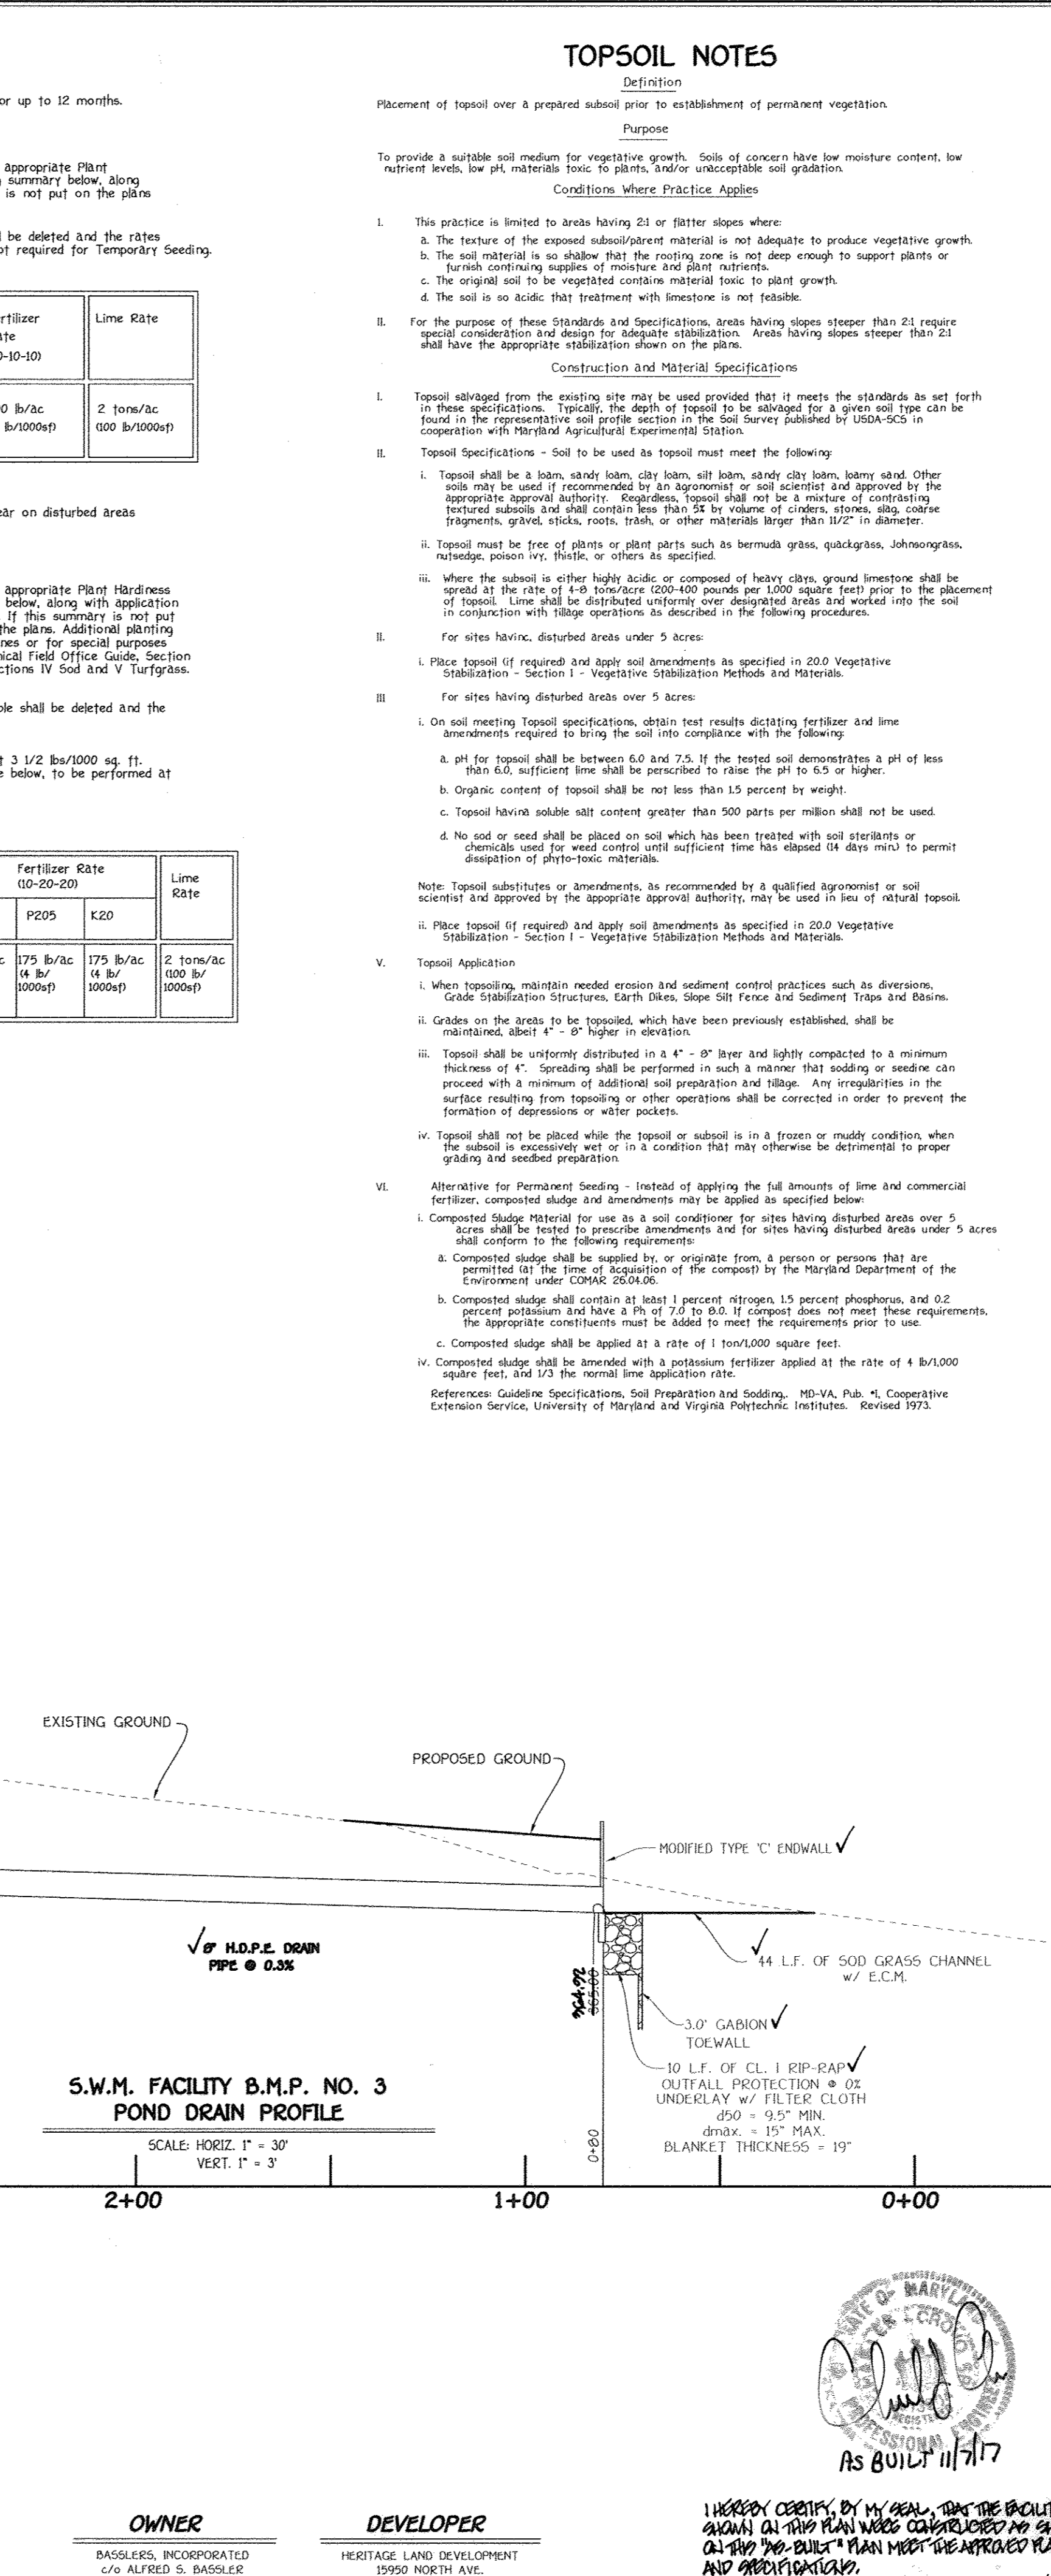 or up to 12 months.
appropriate Plant
summary below, along
is not put on the plans
be deleted and the rates
not required for Temporary Seeding.
Lime Rate
2 tons/ac
lb/1000sf)
(100 lb/1000sf)
ear on disturbed areas
appropriate Plant Hardiness
below, along with application
If this summary is not put
the plans. Additional planting
nes or for special purposes
ical Field Office Guide, Section
ctions IV Sod and V Turfgrass.
ble shall be deleted and the
t 3 1/2 lbs/1000 sq. ft.
e below, to be performed at
Fertilizer Rate
(10-20-20)
Lime
Rate
P205
K20
175 lb/ac
(4 lb/
1000sf)
175 lb/ac
(4 lb/
1000sf)
2 tons/ac
(100 lb/
1000sf)
TOPSOIL NOTES
Definition
Placement of topsoil over a prepared subsoil prior to establishment of permanent vegetation.
Purpose
To provide a suitable soil medium for vegetative growth. Soils of concern have low moisture content, low
nutrient levels, low pH, materials toxic to plants, and/or unacceptable soil gradation.
Conditions Where Practice Applies
I. This practice is limited to areas having 2:1 or flatter slopes where:
a. The texture of the exposed subsoil/parent material is not adequate to produce vegetative growth.
b. The soil material is so shallow that the rooting zone is not deep enough to support plants or
furnish continuing supplies of moisture and plant nutrients.
c. The original soil to be vegetated contains material toxic to plant growth.
d. The soil is so acidic that treatment with limestone is not feasible.
II. For the purpose of these Standards and Specifications, areas having slopes steeper than 2:1 require
special consideration and design for adequate stabilization. Areas having slopes steeper than 2:1
shall have the appropriate stabilization shown on the plans.
Construction and Material Specifications
I. Topsoil salvaged from the existing site may be used provided that it meets the standards as set forth
in these specifications. Typically, the depth of topsoil to be salvaged for a given soil type can be
found in the representative soil profile section in the Soil Survey published by USDA-SCS in
cooperation with Maryland Agricultural Experimental Station.
II. Topsoil Specifications - Soil to be used as topsoil must meet the following:
i. Topsoil shall be a loam, sandy loam, clay loam, silt loam, sandy clay loam, loamy sand. Other
soils may be used if recommended by an agronomist or soil scientist and approved by the
appropriate approval authority. Regardless, topsoil shall not be a mixture of contrasting
textured subsoils and shall contain less than 5% by volume of cinders, stones, slag, coarse
fragments, gravel, sticks, roots, trash, or other materials larger than 11/2" in diameter.
ii. Topsoil must be free of plants or plant parts such as bermuda grass, quackgrass, Johnsongrass,
nutsedge, poison ivy, thistle, or others as specified.
iii. Where the subsoil is either highly acidic or composed of heavy clays, ground limestone shall be
spread at the rate of 4-8 tons/acre (200-400 pounds per 1,000 square feet) prior to the placement
of topsoil. Lime shall be distributed uniformly over designated areas and worked into the soil
in conjunction with tillage operations as described in the following procedures.
II. For sites havinc, disturbed areas under 5 acres:
i. Place topsoil (if required) and apply soil amendments as specified in 20.0 Vegetative
Stabilization - Section I - Vegetative Stabilization Methods and Materials.
III For sites having disturbed areas over 5 acres:
i. On soil meeting Topsoil specifications, obtain test results dictating fertilizer and lime
amendments required to bring the soil into compliance with the following:
a. pH for topsoil shall be between 6.0 and 7.5. If the tested soil demonstrates a pH of less
than 6.0, sufficient lime shall be perscribed to raise the pH to 6.5 or higher.
b. Organic content of topsoil shall be not less than 1.5 percent by weight.
c. Topsoil havina soluble salt content greater than 500 parts per million shall not be used.
d. No sod or seed shall be placed on soil which has been treated with soil sterilants or
chemicals used for weed control until sufficient time has elapsed (14 days min.) to permit
dissipation of phyto-toxic materials.
Note: Topsoil substitutes or amendments, as recommended by a qualified agronomist or soil
scientist and approved by the appopriate approval authority, may be used in lieu of natural topsoil.
ii. Place topsoil (if required) and apply soil amendments as specified in 20.0 Vegetative
Stabilization - Section I - Vegetative Stabilization Methods and Materials.
V. Topsoil Application
i. When topsoiling, maintain needed erosion and sediment control practices such as diversions,
Grade Stabilization Structures, Earth Dikes, Slope Silt Fence and Sediment Traps and Basins.
ii. Grades on the areas to be topsoiled, which have been previously established, shall be
maintained, albeit 4" - 8" higher in elevation.
iii. Topsoil shall be uniformly distributed in a 4" - 8" layer and lightly compacted to a minimum
thickness of 4". Spreading shall be performed in such a manner that sodding or seedine can
proceed with a minimum of additional soil preparation and tillage. Any irregularities in the
surface resulting from topsoiling or other operations shall be corrected in order to prevent the
formation of depressions or water pockets.
iv. Topsoil shall not be placed while the topsoil or subsoil is in a frozen or muddy condition, when
the subsoil is excessively wet or in a condition that may otherwise be detrimental to proper
grading and seedbed preparation.
VI. Alternative for Permanent Seeding - Instead of applying the full amounts of lime and commercial
fertilizer, composted sludge and amendments may be applied as specified below:
i. Composted Sludge Material for use as a soil conditioner for sites having disturbed areas over 5
acres shall be tested to prescribe amendments and for sites having disturbed areas under 5 acres
shall conform to the following requirements:
a. Composted sludge shall be supplied by, or originate from, a person or persons that are
permitted (at the time of acquisition of the compost) by the Maryland Department of the
Environment under COMAR 26.04.06.
b. Composted sludge shall contain at least 1 percent nitrogen, 1.5 percent phosphorus, and 0.2
percent potassium and have a Ph of 7.0 to 8.0. If compost does not meet these requirements,
the appropriate constituents must be added to meet the requirements prior to use.
c. Composted sludge shall be applied at a rate of 1 ton/1,000 square feet.
iv. Composted sludge shall be amended with a potassium fertilizer applied at the rate of 4 lb/1,000
square feet, and 1/3 the normal lime application rate.
References: Guideline Specifications, Soil Preparation and Sodding,. MD-VA, Pub. *1, Cooperative
Extension Service, University of Maryland and Virginia Polytechnic Institutes. Revised 1973.
EXISTING GROUND
PROPOSED GROUND
MODIFIED TYPE 'C' ENDWALL
8" H.D.P.E. DRAIN
PIPE @ 0.3%
44 L.F. OF SOD GRASS CHANNEL
w/ E.C.M.
364.92
365.00
3.0' GABION
TOEWALL
10 L.F. OF CL. I RIP-RAP
OUTFALL PROTECTION @ 0%
UNDERLAY w/ FILTER CLOTH
d50 = 9.5" MIN.
dmax. = 15" MAX.
BLANKET THICKNESS = 19"
0+80
S.W.M. FACILITY B.M.P. NO. 3
POND DRAIN PROFILE
SCALE: HORIZ. 1" = 30'
VERT. 1" = 3'
2+00 1+00 0+00
STATE OF MARYLAND
PROFESSIONAL ENGINEER
AS BUILT 11/7/17
OWNER
BASSLERS, INCORPORATED
c/o ALFRED S. BASSLER
DEVELOPER
HERITAGE LAND DEVELOPMENT
15950 NORTH AVE.
I HEREBY CERTIFY, BY MY SEAL, THAT THE FACILIT
SHOWN ON THIS PLAN WERE CONSTRUCTED AS S
ON THIS "AS-BUILT" PLAN MEET THE APPROVED PLA
AND SPECIFICATIONS.